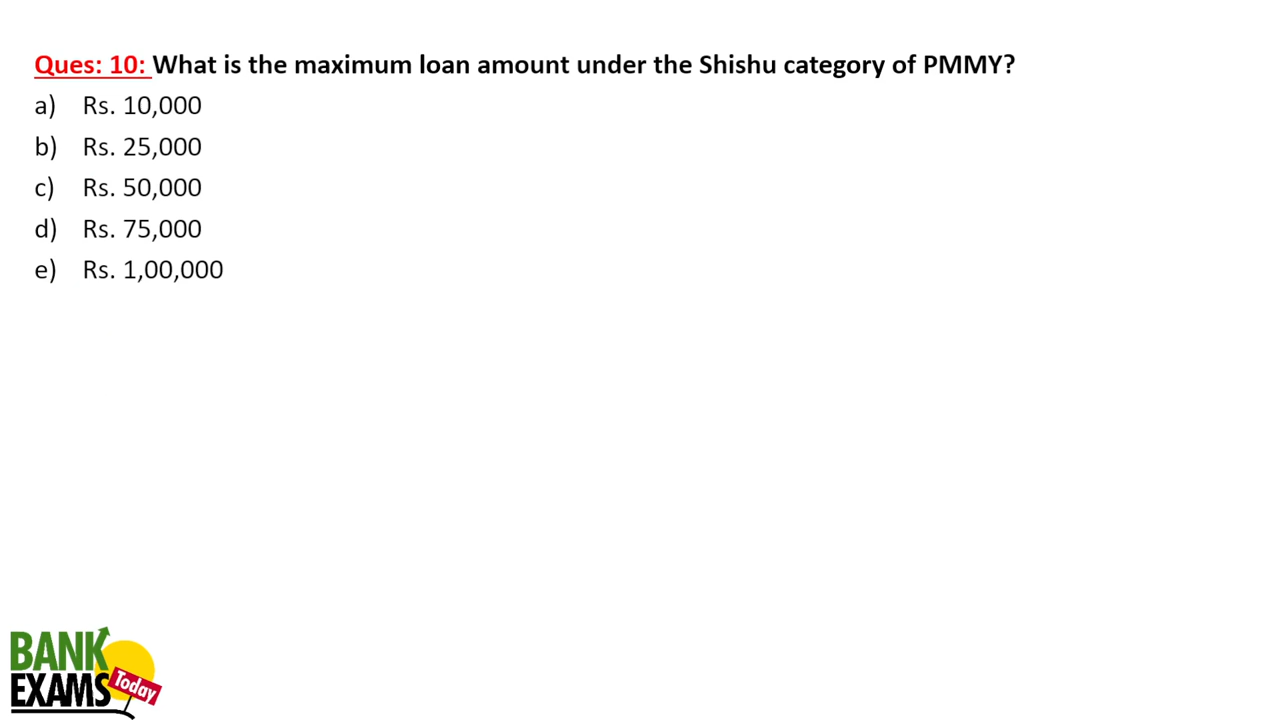 Ques: 10: What is the maximum loan amount under the Shishu category of PMMY?
a) Rs. 10,000
b) Rs. 25,000
c) Rs. 50,000
d) Rs. 75,000
e) Rs. 1,00,000
BANK
EXAMS
Today